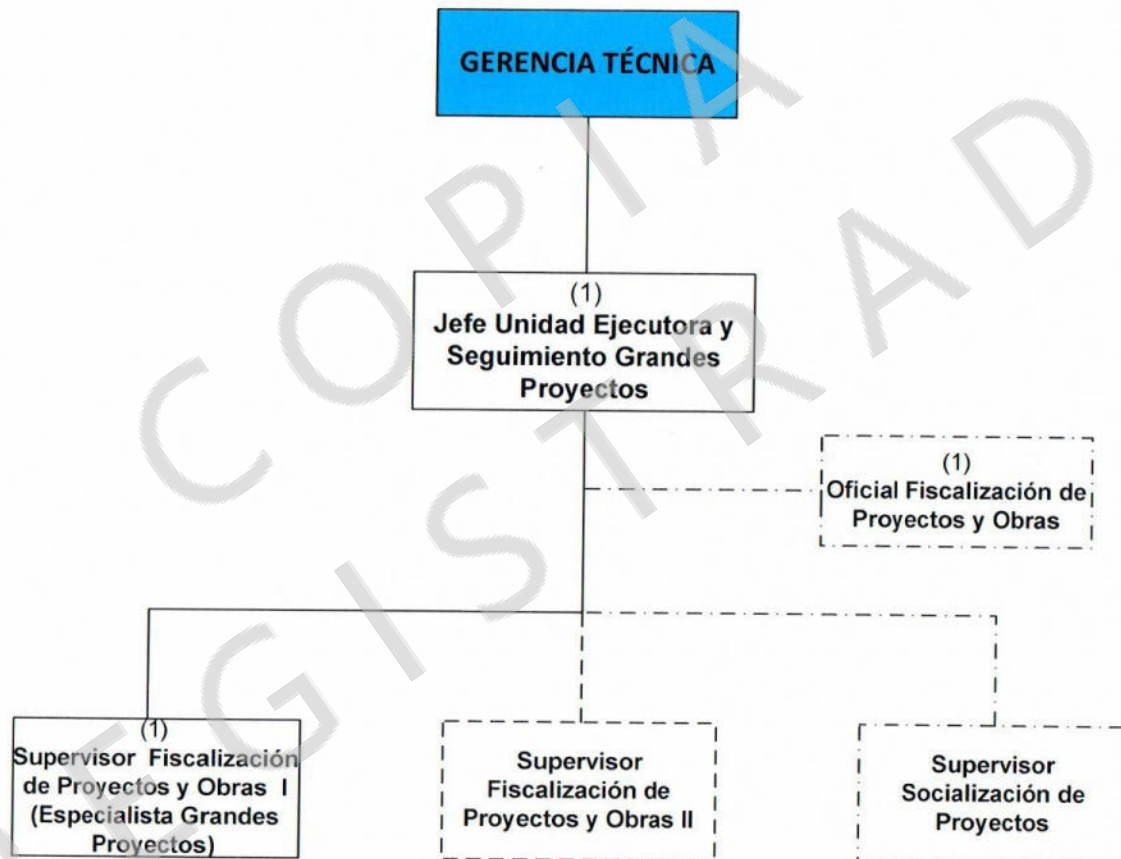 GERENCIA TÉCNICA
(1)
Jefe Unidad Ejecutora y
Seguimiento Grandes
Proyectos
(1)
Oficial Fiscalización de
Proyectos y Obras
(1)
Supervisor Fiscalización
de Proyectos y Obras I
(Especialista Grandes
Proyectos)
Supervisor
Fiscalización de
Proyectos y Obras II
Supervisor
Socialización de
Proyectos
COPIA
EGISTRAD